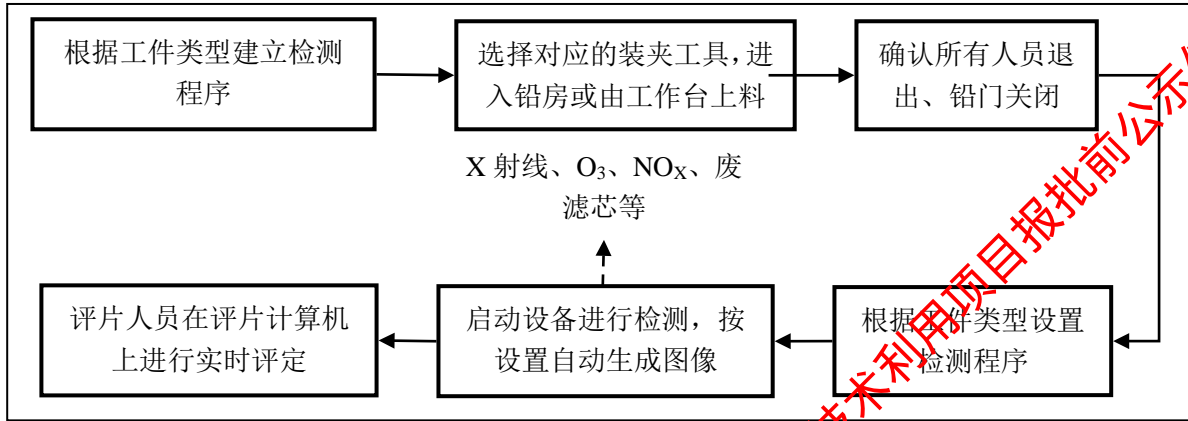 根据工件类型建立检测
程序
选择对应的装夹工具，进
入铅房或由工作台上料
确认所有人员退
出、铅门关闭
X 射线、O₃、NOₓ、废
滤芯等
根据工件类型设置
检测程序
启动设备进行检测，按
设置自动生成图像
评片人员在评片计算机
上进行实时评定
技术利用项目报批前公示